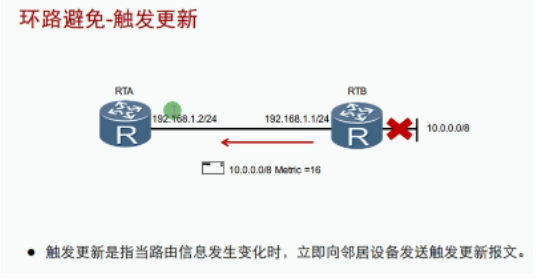 环路避免-触发更新
RTA
RTB
192.168.1.2/24
192.168.1.1/24
10.0.0.0/8
R
R
10.0.0.0/8 Metric =16
● 触发更新是指当路由信息发生变化时，立即向邻居设备发送触发更新报文。